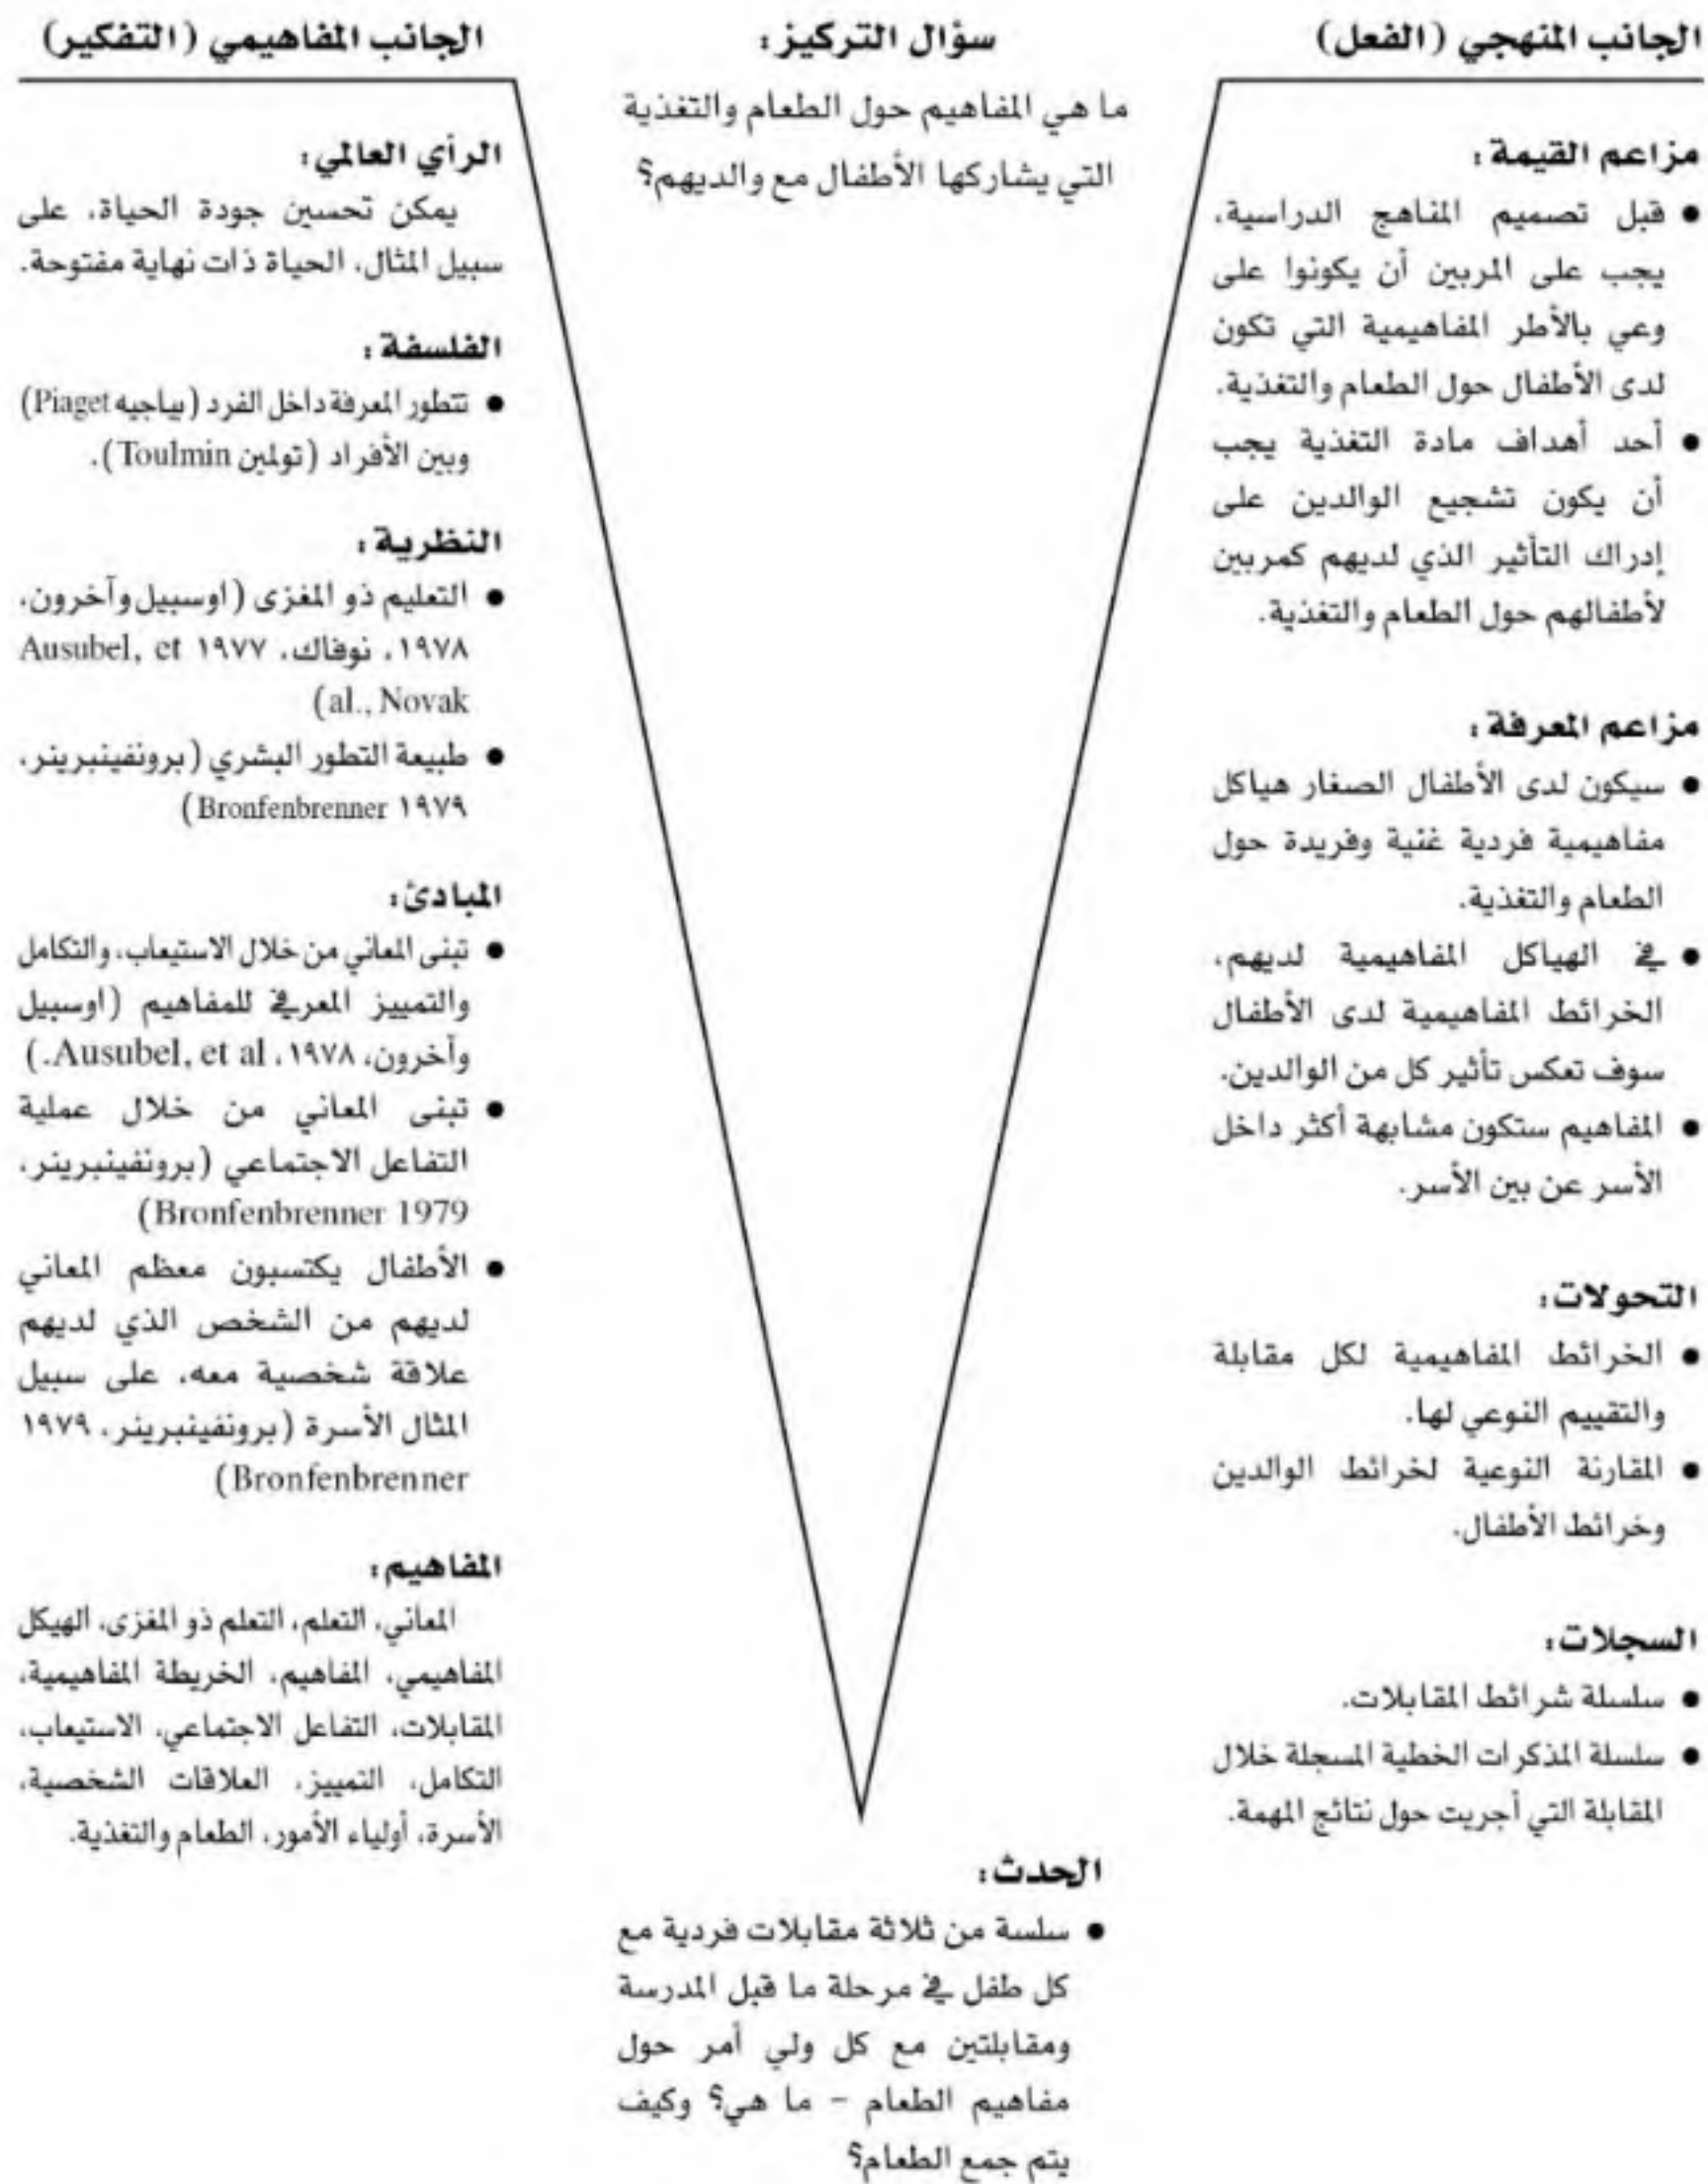 الجانب المنهجي (الفعل)
مزاعم القيمة:
● قبل تصميم المناهج الدراسية،
يجب على المربين أن يكونوا على
وعي بالأطر المفاهيمية التي تكون
لدى الأطفال حول الطعام والتغذية.
● أحد أهداف مادة التغذية يجب
أن يكون تشجيع الوالدين على
إدراك التأثير الذي لديهم كمربين
لأطفالهم حول الطعام والتغذية.
مزاعم المعرفة:
● سيكون لدى الأطفال الصغار هياكل
مفاهيمية فردية غنية وفريدة حول
الطعام والتغذية.
● في الهياكل المفاهيمية لديهم،
الخرائط المفاهيمية لدى الأطفال
سوف تعكس تأثير كل من الوالدين.
● المفاهيم ستكون مشابهة أكثر داخل
الأسر عن بين الأسر.
التحولات:
● الخرائط المفاهيمية لكل مقابلة
والتقييم النوعي لها.
● المقارنة النوعية لخرائط الوالدين
وخرائط الأطفال.
السجلات:
● سلسلة شرائط المقابلات.
● سلسلة المذكرات الخطية المسجلة خلال
المقابلة التي أجريت حول نتائج المهمة.
سؤال التركيز:
ما هي المفاهيم حول الطعام والتغذية
التي يشاركها الأطفال مع والديهم؟
الحدث:
● سلسة من ثلاثة مقابلات فردية مع
كل طفل في مرحلة ما قبل المدرسة
ومقابلتين مع كل ولي أمر حول
مفاهيم الطعام – ما هي؟ وكيف
يتم جمع الطعام؟
الجانب المفاهيمي (التفكير)
الرأي العالمي:
يمكن تحسين جودة الحياة، على
سبيل المثال، الحياة ذات نهاية مفتوحة.
الفلسفة:
● تتطور المعرفة داخل الفرد (بياجيه Piaget)
وبين الأفراد (تولمين Toulmin).
النظرية:
● التعليم ذو المغزى (اوسبيل وآخرون،
١٩٧٨، نوفاك، ١٩٧٧ Ausubel, et
al., Novak)
● طبيعة التطور البشري (برونفينبرينر،
١٩٧٩ Bronfenbrenner)
المبادئ:
● تبنى المعاني من خلال الاستيعاب، والتكامل
والتمييز المعرفي للمفاهيم (اوسبيل
وآخرون، ١٩٧٨، Ausubel, et al.)
● تبنى المعاني من خلال عملية
التفاعل الاجتماعي (برونفينبرينر،
Bronfenbrenner 1979)
● الأطفال يكتسبون معظم المعاني
لديهم من الشخص الذي لديهم
علاقة شخصية معه، على سبيل
المثال الأسرة (برونفينبرينر، ١٩٧٩
Bronfenbrenner)
المفاهيم:
المعاني، التعلم، التعلم ذو المغزى، الهيكل
المفاهيمي، المفاهيم، الخريطة المفاهيمية،
المقابلات، التفاعل الاجتماعي، الاستيعاب،
التكامل، التمييز، العلاقات الشخصية،
الأسرة، أولياء الأمور، الطعام والتغذية.